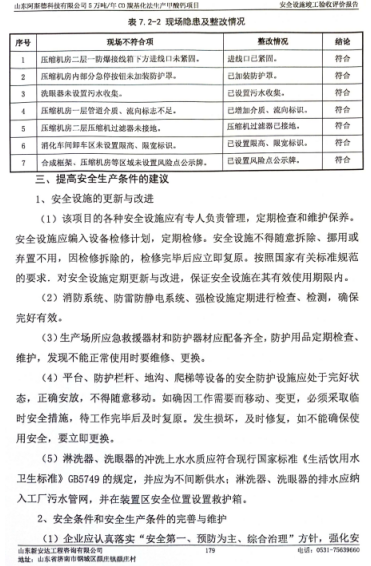 山东阿斯德科技有限公司 5 万吨/年 CO 羰基化法生产甲酸钙项目 安全设施竣工验收评价报告
表 7.2-2 现场隐患及整改情况
序号 现场不符合项 整改情况 结论
1 压缩机房二层一防爆接线箱下方进线口未紧固。 进线口已紧固。 符合
2 压缩机房内部分急停按钮未加装防护罩。 已加装防护罩。 符合
3 洗眼器未设置污水收集。 已设置污水收集。 符合
4 压缩机房一层管道介质、流向标志不足。 已增加介质、流向标识。 符合
5 压缩机房二层压缩机过滤器未接地。 压缩机过滤器已接地。 符合
6 消化车间卸车区未设置限高、限宽标识。 已设置限高、限宽标识。 符合
7 合成框架、压缩机房等区域未设置风险点公示牌。 已设置风险点公示牌。 符合
三、提高安全生产条件的建议
1、安全设施的更新与改进
（1）该项目的各种安全设施应有专人负责管理，定期检查和维护保养。
安全设施应编入设备检修计划，定期检修。安全设施不得随意拆除、挪用或
弃置不用，因检修拆除的，检修完毕后应立即复原。按照国家有关标准规范
的要求．对安全设施定期更新与改进，保证安全设施在其有效使用期限内。
（2）消防系统、防雷防静电系统、强检设施定期进行检查、检测，确保
完好有效。
（3）生产场所应急救援器材和防护器材应配备齐全，防护用品定期检查、
维护，发现不能正常使用时要维修、更换。
（4）平台、防护栏杆、地沟、爬梯等设备的安全防护设施应处于完好状
态，正确安放，不得随意移动。如确因工作需要而移动、变更，必须采取临
时安全措施，待工作完毕后及时复原。发生损坏，及时修复，如不能确保使
用安全，要立即更换。
（5）淋洗器、洗眼器的冲洗上水水质应符合现行国家标准《生活饮用水
卫生标准》GB5749 的规定，并应为不间断供水；淋洗器、洗眼器的排水应纳
入工厂污水管网，并在装置区安全位置设置救护箱。
2、安全条件和安全生产条件的完善与维护
（1）企业应认真落实“安全第一、预防为主、综合治理”方针，强化安
山东新安达工程咨询有限公司 179 电话：0531-75639660
地址：山东省济南市钢城区颜庄镇颜庄村